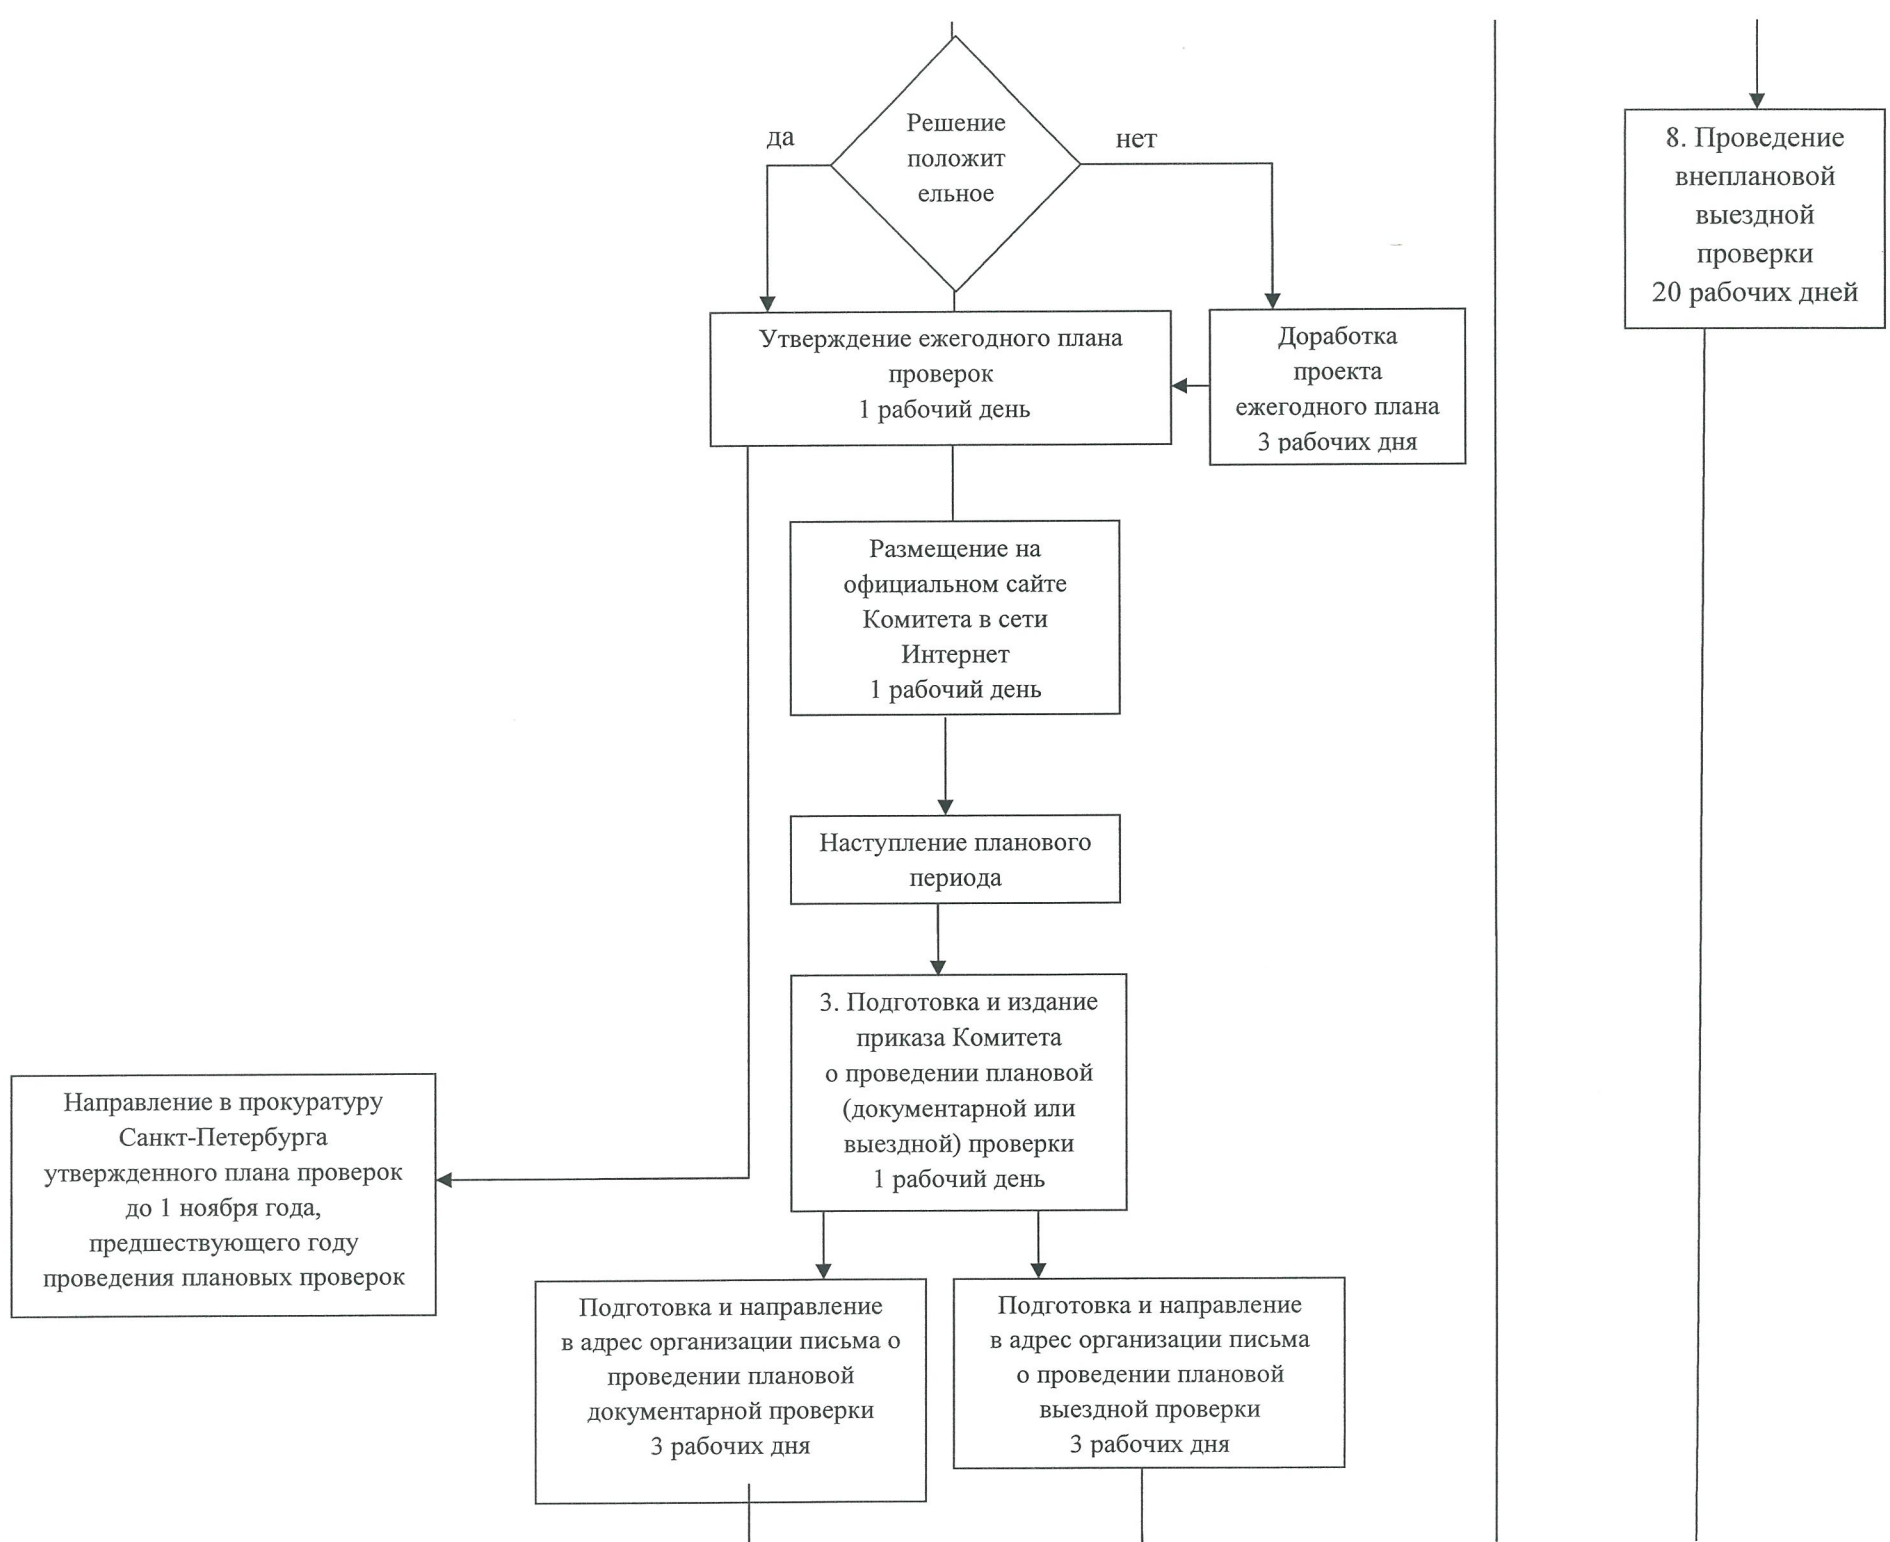 Решение
положит
ельное
да
нет
8. Проведение
внеплановой
выездной
проверки
20 рабочих дней
Утверждение ежегодного плана
проверок
1 рабочий день
Доработка
проекта
ежегодного плана
3 рабочих дня
Размещение на
официальном сайте
Комитета в сети
Интернет
1 рабочий день
Наступление планового
периода
3. Подготовка и издание
приказа Комитета
о проведении плановой
(документарной или
выездной) проверки
1 рабочий день
Направление в прокуратуру
Санкт-Петербурга
утвержденного плана проверок
до 1 ноября года,
предшествующего году
проведения плановых проверок
Подготовка и направление
в адрес организации письма о
проведении плановой
документарной проверки
3 рабочих дня
Подготовка и направление
в адрес организации письма
о проведении плановой
выездной проверки
3 рабочих дня